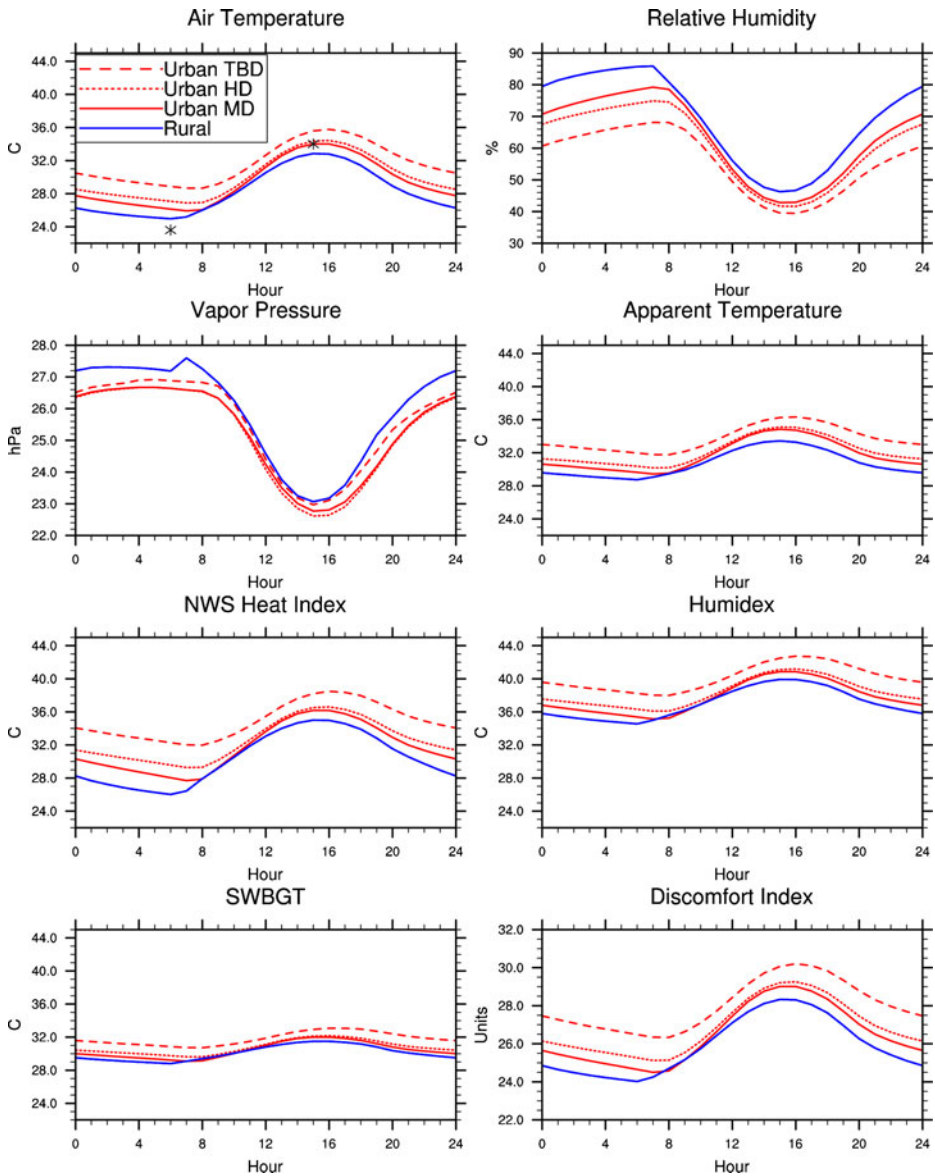 Air Temperature
Relative Humidity
44.0
40.0
36.0
32.0
28.0
24.0
C
Urban TBD
Urban HD
Urban MD
Rural
0 4 8 12 16 20 24
Hour
90
80
70
60
50
40
30
%
0 4 8 12 16 20 24
Hour
Vapor Pressure
Apparent Temperature
28.0
27.0
26.0
25.0
24.0
23.0
22.0
hPa
0 4 8 12 16 20 24
Hour
44.0
40.0
36.0
32.0
28.0
24.0
C
0 4 8 12 16 20 24
Hour
NWS Heat Index
Humidex
44.0
40.0
36.0
32.0
28.0
24.0
C
0 4 8 12 16 20 24
Hour
44.0
40.0
36.0
32.0
28.0
24.0
C
0 4 8 12 16 20 24
Hour
SWBGT
Discomfort Index
44.0
40.0
36.0
32.0
28.0
24.0
C
0 4 8 12 16 20 24
Hour
32.0
30.0
28.0
26.0
24.0
22.0
Units
0 4 8 12 16 20 24
Hour